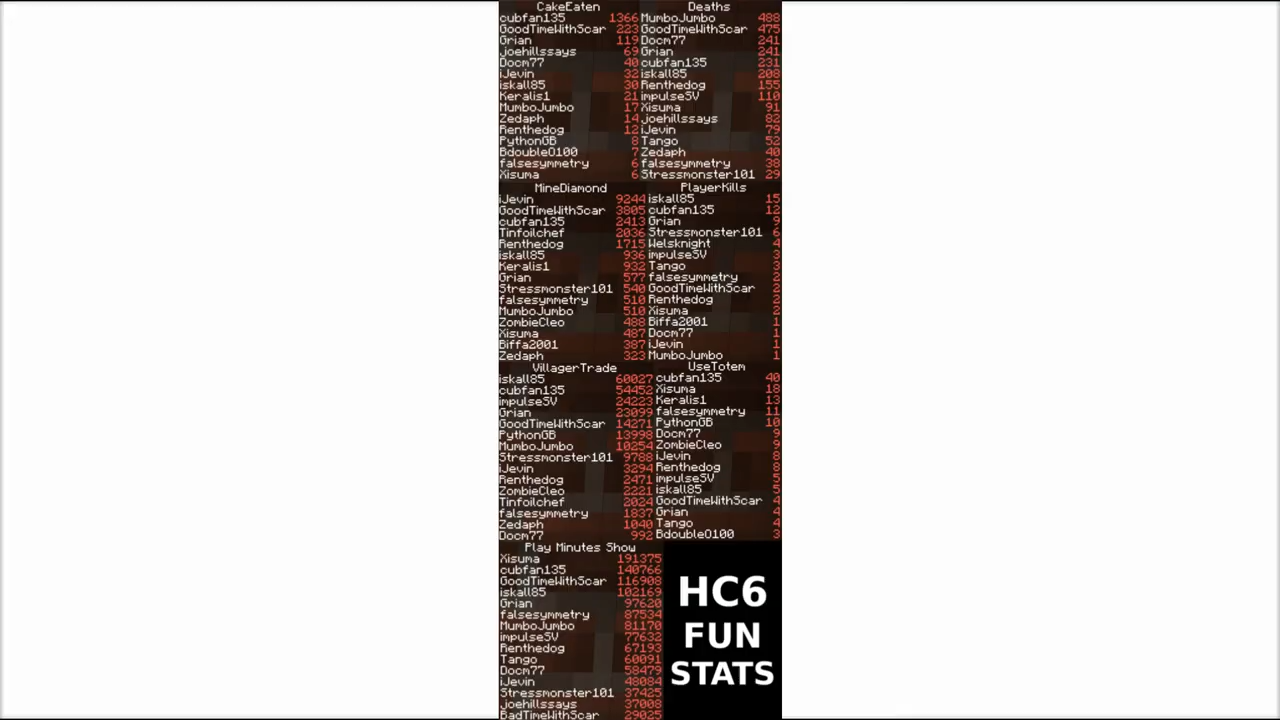 CakeEaten
cubfan135 1366
GoodTimeWithScar 223
Grian 119
joehillssays 69
Docm77 40
iJevin 32
iskall85 30
Keralis1 21
MumboJumbo 17
Zedaph 14
Renthedog 12
PythonGB 8
BdoubleO100 7
falsesymmetry 6
Xisuma 6
Deaths
MumboJumbo 488
GoodTimeWithScar 475
Docm77 241
Grian 241
cubfan135 231
iskall85 208
Renthedog 155
impulseSV 110
Xisuma 91
joehillssays 82
iJevin 79
Tango 52
Zedaph 40
falsesymmetry 38
Stressmonster101 29
MineDiamond
iJevin 9244
GoodTimeWithScar 3805
cubfan135 2413
Tinfoilchef 2036
Renthedog 1715
iskall85 936
Keralis1 932
Grian 577
Stressmonster101 540
falsesymmetry 510
MumboJumbo 510
ZombieCleo 488
Xisuma 487
Biffa2001 387
Zedaph 323
PlayerKills
iskall85 15
cubfan135 12
Grian 9
Stressmonster101 6
Welsknight 4
impulseSV 3
Tango 3
falsesymmetry 2
GoodTimeWithScar 2
Renthedog 2
Xisuma 2
Biffa2001 1
Docm77 1
iJevin 1
MumboJumbo 1
VillagerTrade
iskall85 60027
cubfan135 54452
impulseSV 24223
Grian 23099
GoodTimeWithScar 14271
PythonGB 13998
MumboJumbo 10254
Stressmonster101 9788
iJevin 3294
Renthedog 2471
ZombieCleo 2221
Tinfoilchef 2024
falsesymmetry 1837
Zedaph 1040
Docm77 992
UseTotem
cubfan135 40
Xisuma 18
Keralis1 13
falsesymmetry 11
PythonGB 10
Docm77 9
ZombieCleo 9
iJevin 8
Renthedog 8
impulseSV 5
iskall85 5
GoodTimeWithScar 4
Grian 4
Tango 4
BdoubleO100 3
Play Minutes Show
Xisuma 191375
cubfan135 140766
GoodTimeWithScar 116908
iskall85 102169
Grian 97620
falsesymmetry 87534
MumboJumbo 81170
impulseSV 77632
Renthedog 67193
Tango 60091
Docm77 58479
iJevin 48084
Stressmonster101 37425
joehillssays 37008
BadTimeWithScar 29025
HC6
FUN
STATS